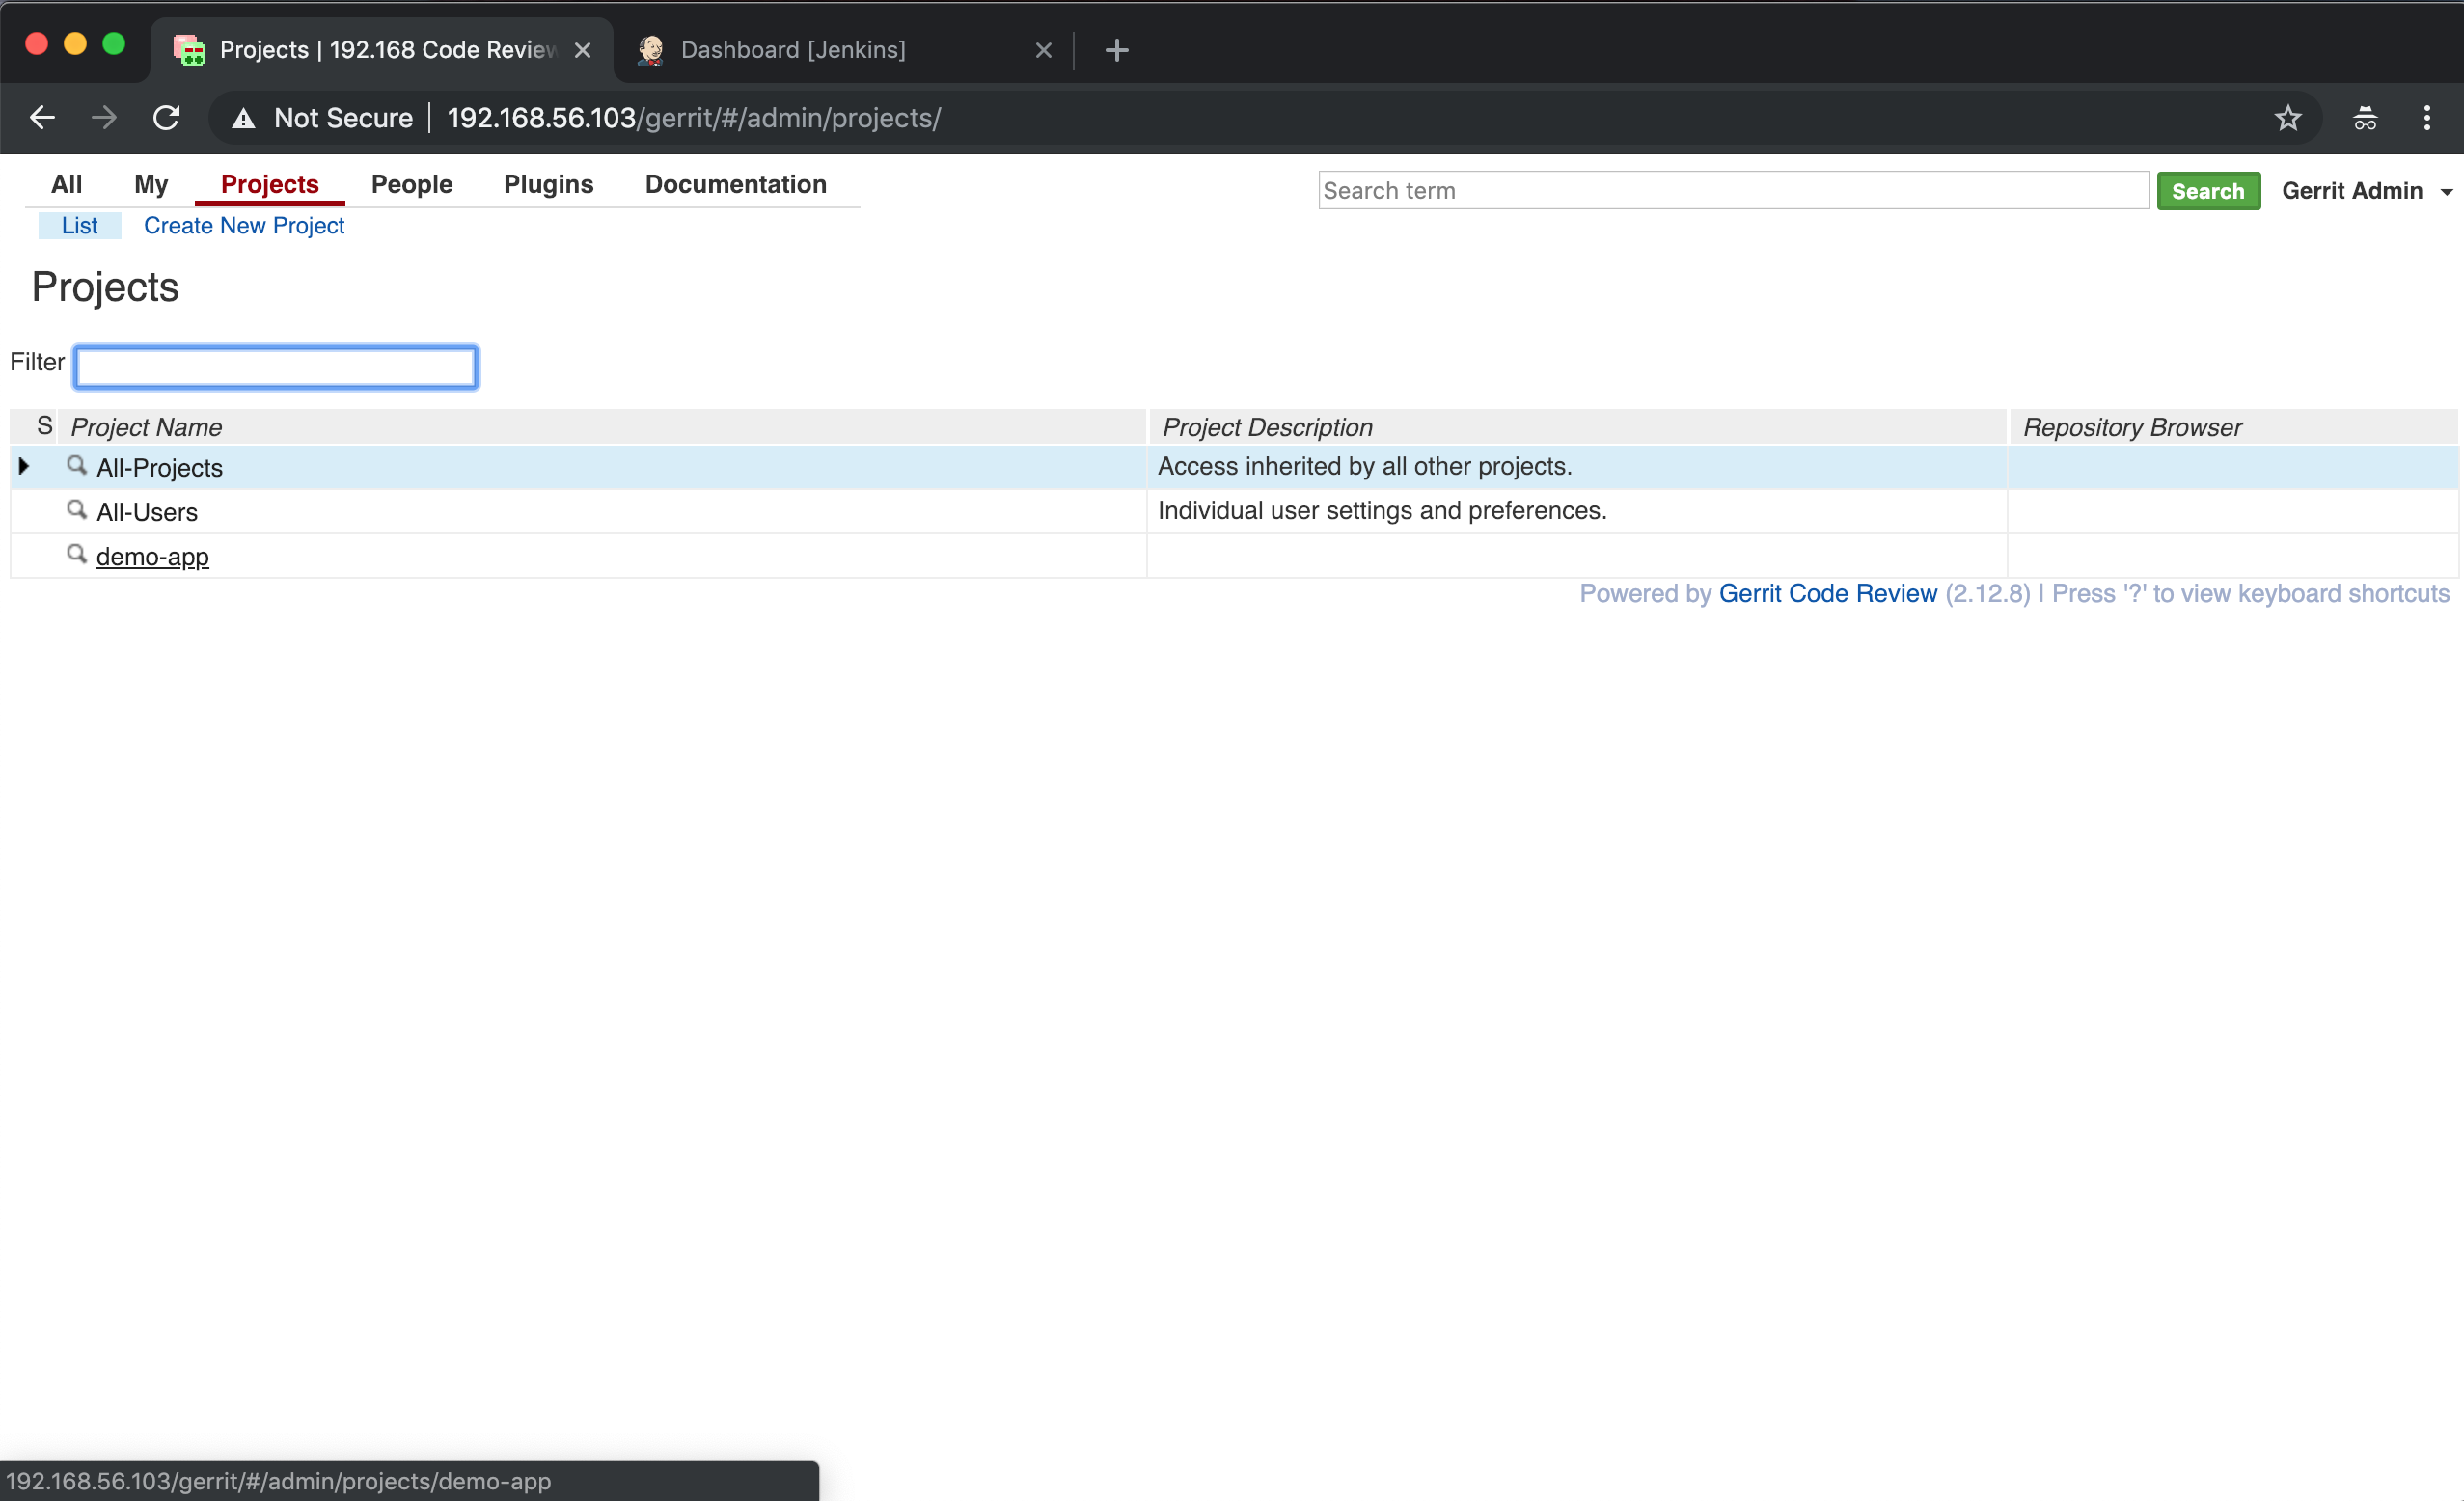 Projects | 192.168 Code Review
Dashboard [Jenkins]
Not Secure | 192.168.56.103/gerrit/#/admin/projects/
All My Projects People Plugins Documentation
Search term Search Gerrit Admin
List Create New Project
Projects
Filter
S Project Name Project Description Repository Browser
All-Projects Access inherited by all other projects.
All-Users Individual user settings and preferences.
demo-app
Powered by Gerrit Code Review (2.12.8) | Press '?' to view keyboard shortcuts
192.168.56.103/gerrit/#/admin/projects/demo-app